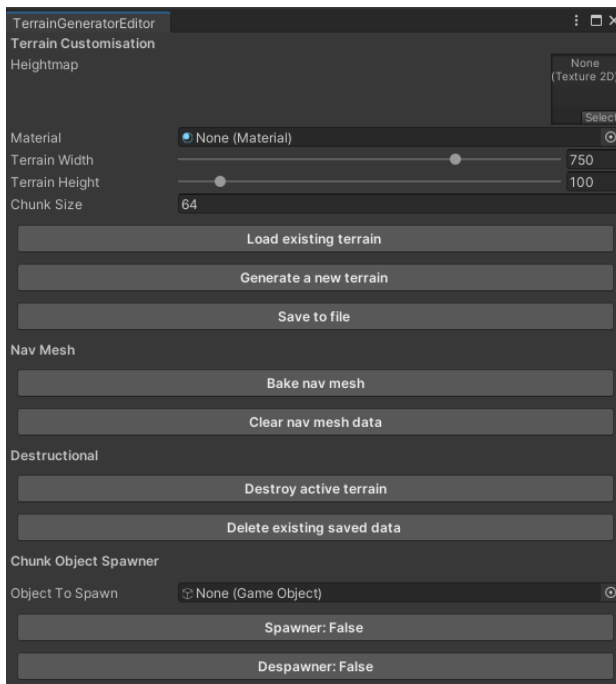 TerrainGeneratorEditor
Terrain Customisation
Heightmap
None
(Texture 2D)
Select
Material None (Material)
Terrain Width 750
Terrain Height 100
Chunk Size 64
Load existing terrain
Generate a new terrain
Save to file
Nav Mesh
Bake nav mesh
Clear nav mesh data
Destructional
Destroy active terrain
Delete existing saved data
Chunk Object Spawner
Object To Spawn None (Game Object)
Spawner: False
Despawner: False